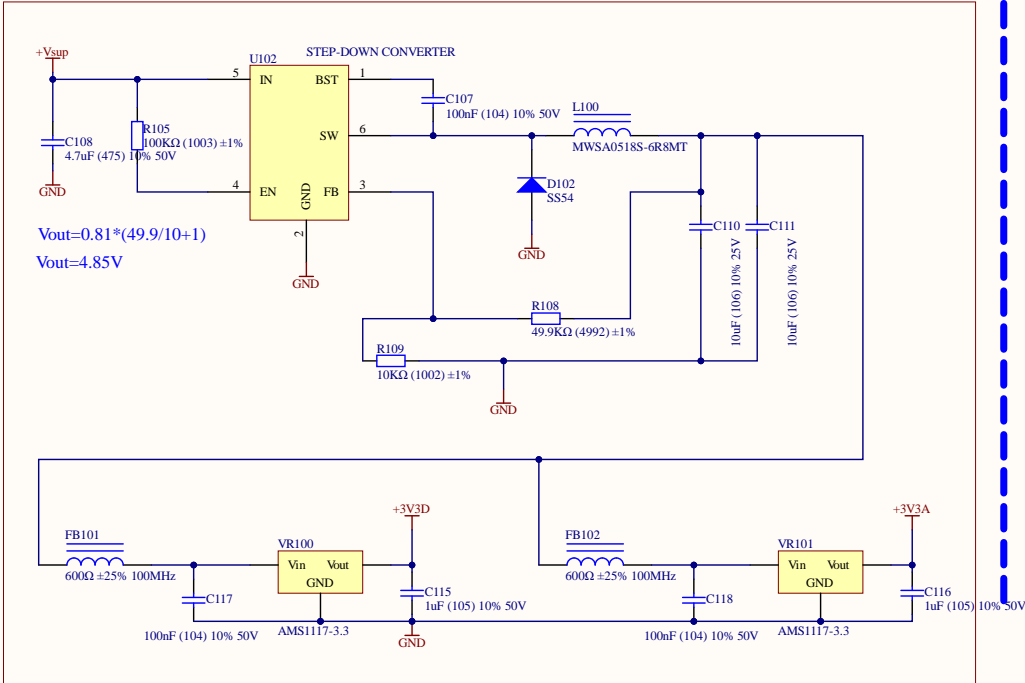 STEP-DOWN CONVERTER
+Vsup
U102
5
IN
BST
1
C107
100nF (104) 10% 50V
L100
MWSA0518S-6R8MT
R105
100KΩ (1003) ±1%
C108
4.7uF (475) 10% 50V
GND
SW
6
4
EN
GND
FB
3
2
GND
D102
SS54
GND
C110
10uF (106) 10% 25V
C111
10uF (106) 10% 25V
Vout=0.81*(49.9/10+1)
Vout=4.85V
R108
49.9KΩ (4992) ±1%
R109
10KΩ (1002) ±1%
GND
FB101
600Ω ±25% 100MHz
C117
100nF (104) 10% 50V
VR100
Vin
Vout
GND
AMS1117-3.3
+3V3D
C115
1uF (105) 10% 50V
GND
FB102
600Ω ±25% 100MHz
C118
100nF (104) 10% 50V
VR101
Vin
Vout
GND
AMS1117-3.3
+3V3A
C116
1uF (105) 10% 50V